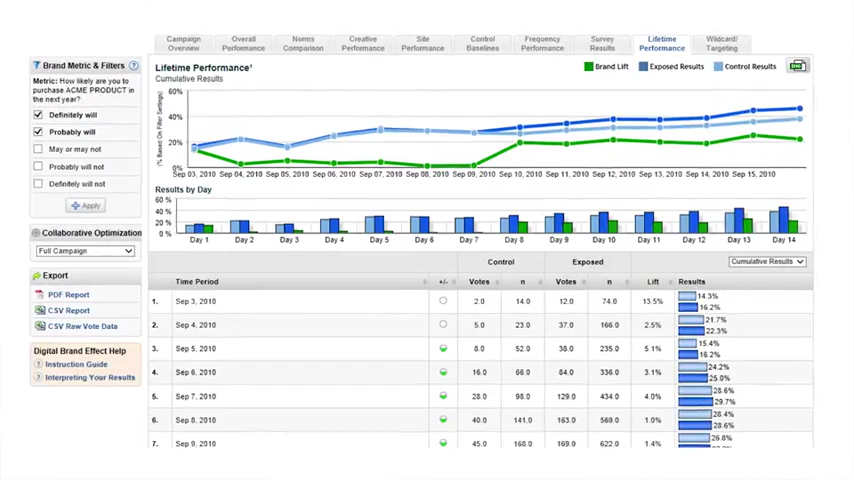 Campaign Overview
Overall Performance
Norms Comparison
Creative Performance
Site Performance
Control Baselines
Frequency Performance
Survey Results
Lifetime Performance
Wildcard/ Targeting
Brand Metric & Filters ?
Metric: How likely are you to
purchase ACME PRODUCT in
the next year?
Definitely will
Probably will
May or may not
Probably will not
Definitely will not
Apply
Collaborative Optimization
Full Campaign
Export
PDF Report
CSV Report
CSV Raw Vote Data
Digital Brand Effect Help
? Instruction Guide
? Interpreting Your Results
Lifetime Performance¹
Cumulative Results
Brand Lift Exposed Results Control Results
(% Based On Filter Settings)
60%
40%
20%
0%
Sep 03, 2010 Sep 04, 2010 Sep 05, 2010 Sep 06, 2010 Sep 07, 2010 Sep 08, 2010 Sep 09, 2010 Sep 10, 2010 Sep 11, 2010 Sep 12, 2010 Sep 13, 2010 Sep 14, 2010 Sep 15, 2010
Results by Day
60 %
40 %
20 %
0 %
Day 1 Day 2 Day 3 Day 4 Day 5 Day 6 Day 7 Day 8 Day 9 Day 10 Day 11 Day 12 Day 13 Day 14
Control Exposed Cumulative Results
Time Period +/- Votes n Votes n Lift Results
1. Sep 3, 2010 2.0 14.0 12.0 74.0 13.5% 14.3%
16.2%
2. Sep 4, 2010 5.0 23.0 37.0 166.0 2.5% 21.7%
22.3%
3. Sep 5, 2010 8.0 52.0 38.0 235.0 5.1% 15.4%
16.2%
4. Sep 6, 2010 16.0 66.0 84.0 336.0 3.1% 24.2%
25.0%
5. Sep 7, 2010 28.0 98.0 129.0 434.0 4.0% 28.6%
29.7%
6. Sep 8, 2010 40.0 141.0 163.0 569.0 1.0% 28.4%
28.6%
7. Sep 9, 2010 45.0 168.0 169.0 622.0 1.4% 26.8%